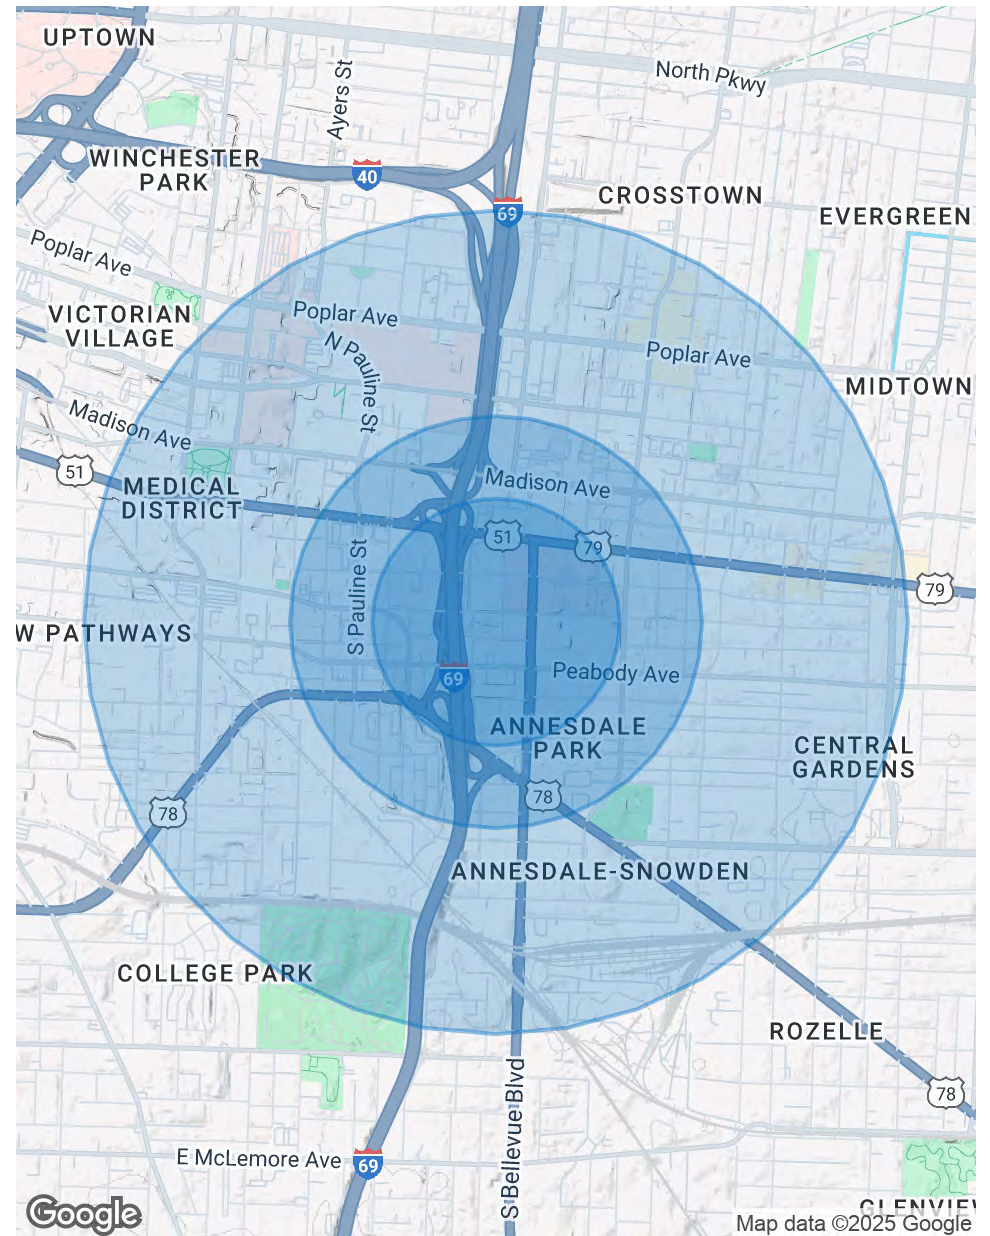 UPTOWN
North Pkwy
Ayers St
WINCHESTER
PARK
40
CROSSTOWN
69
EVERGREEN
Poplar Ave
VICTORIAN
VILLAGE
Poplar Ave
N Pauline St
Poplar Ave
MIDTOWN
Madison Ave
51
MEDICAL
DISTRICT
Madison Ave
51
79
79
S Pauline St
W PATHWAYS
69
Peabody Ave
ANNESDALE
PARK
CENTRAL
GARDENS
78
78
ANNESDALE-SNOWDEN
COLLEGE PARK
ROZELLE
78
S Bellevue Blvd
E McLemore Ave
69
GLENVIEW
Google
Map data ©2025 Google